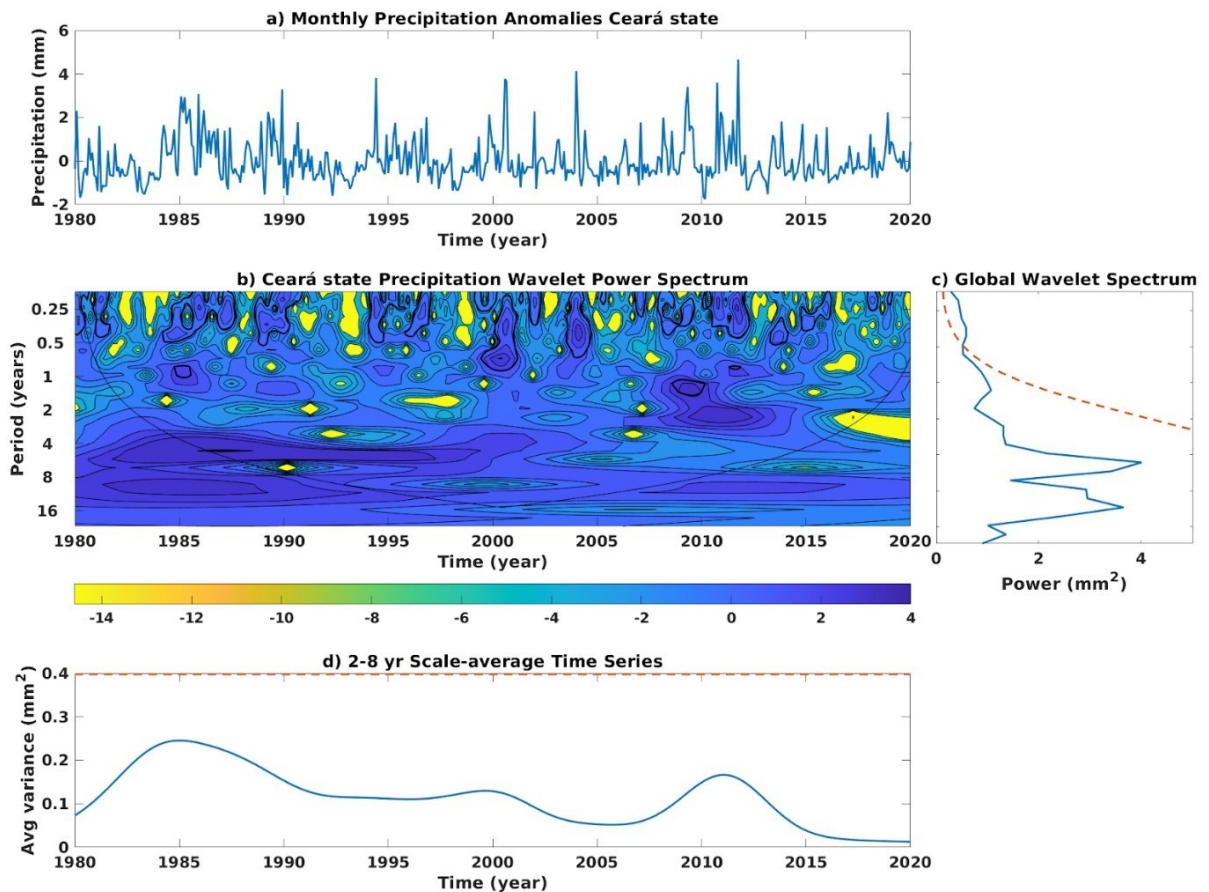 a) Monthly Precipitation Anomalies Ceará state
Precipitation (mm)
6
4
2
0
-2
1980 1985 1990 1995 2000 2005 2010 2015 2020
Time (year)
b) Ceará state Precipitation Wavelet Power Spectrum
Period (years)
0.25
0.5
1
2
4
8
16
1980 1985 1990 1995 2000 2005 2010 2015 2020
Time (year)
-14 -12 -10 -8 -6 -4 -2 0 2 4
c) Global Wavelet Spectrum
0 2 4
Power (mm²)
d) 2-8 yr Scale-average Time Series
Avg variance (mm²)
0.4
0.3
0.2
0.1
0
1980 1985 1990 1995 2000 2005 2010 2015 2020
Time (year)